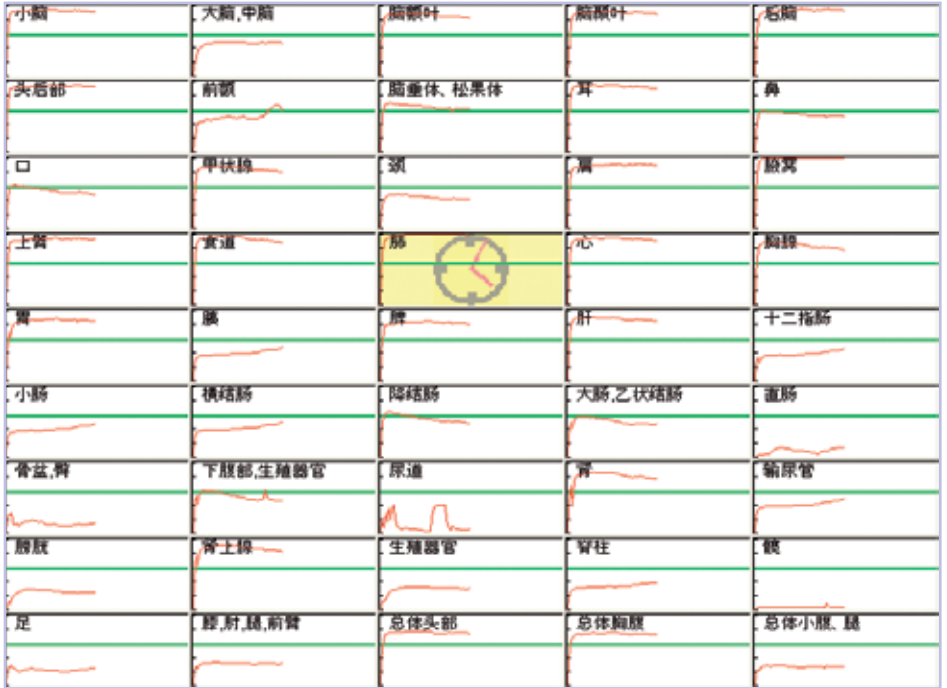 小脑
大脑,中脑
脑额叶
脑颞叶
后脑
头后部
前额
脑垂体、松果体
耳
鼻
口
甲状腺
颈
肩
腋窝
上臂
食道
肺
心
胸腺
胃
胰
脾
肝
十二指肠
小肠
横结肠
降结肠
大肠,乙状结肠
直肠
骨盆,臀
下腹部,生殖器官
尿道
肾
输尿管
膀胱
肾上腺
生殖器官
脊柱
髋
足
膝,肘,腿,前臂
总体头部
总体胸腹
总体小腹、腿